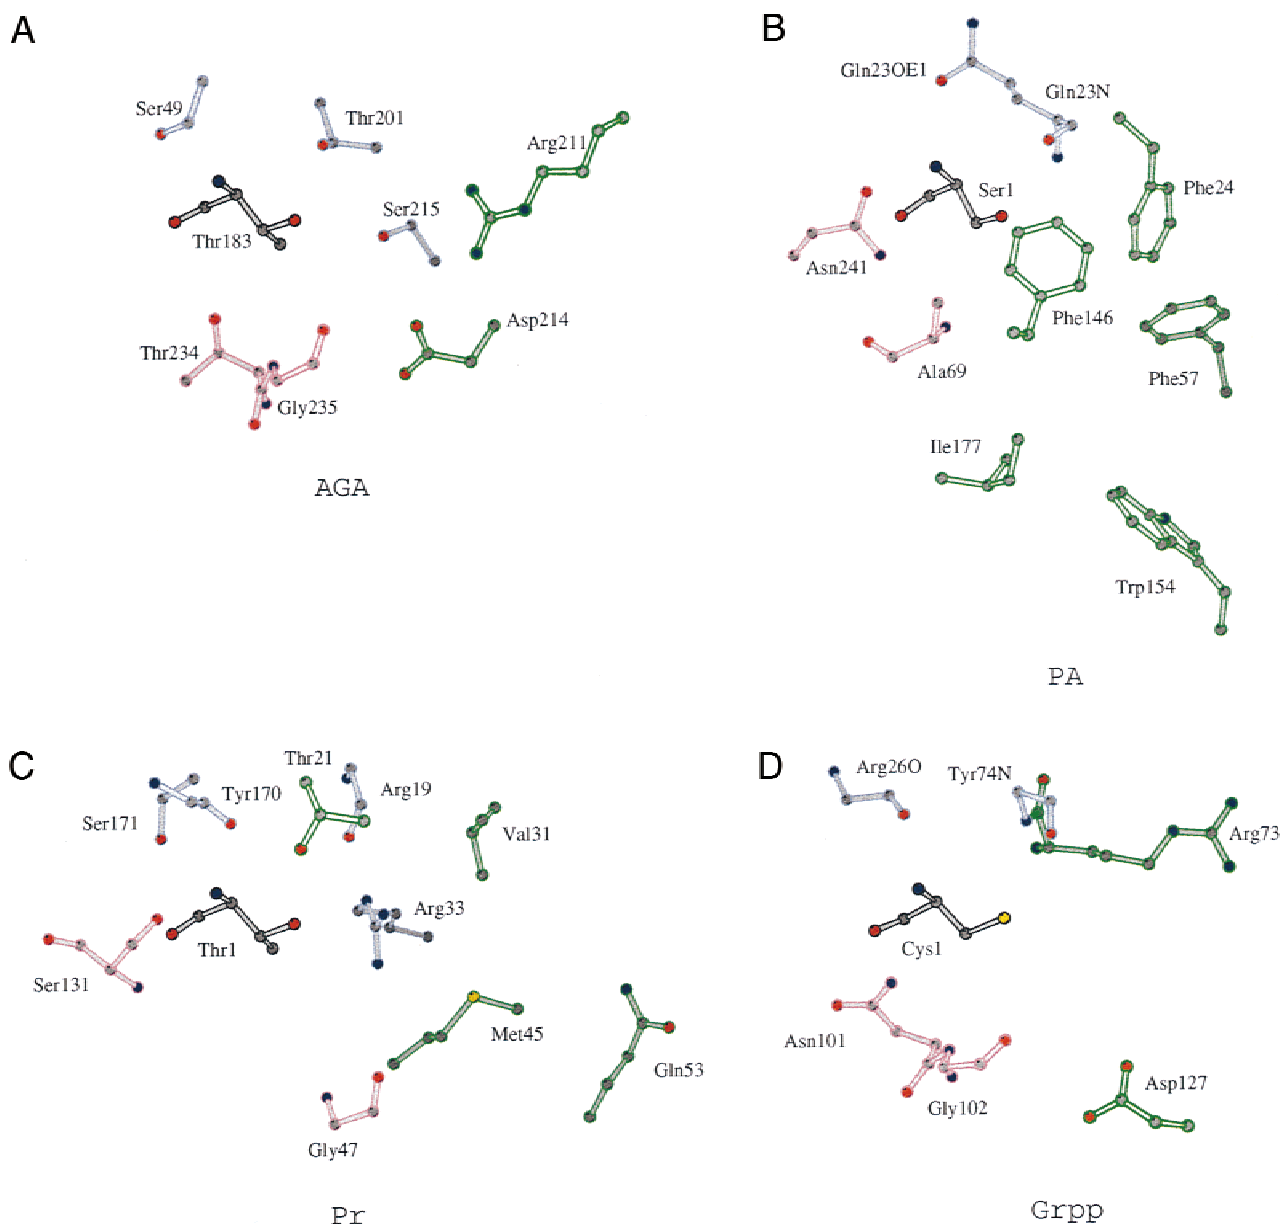 A
Ser49
Thr201
Arg211
Thr183
Ser215
Thr234
Asp214
Gly235
AGA
B
Gln23OE1
Gln23N
Ser1
Phe24
Asn241
Phe146
Ala69
Phe57
Ile177
Trp154
PA
C
Thr21
Tyr170
Arg19
Ser171
Val31
Arg33
Thr1
Ser131
Met45
Gln53
Gly47
Pr
D
Arg26O
Tyr74N
Arg73
Cys1
Asn101
Asp127
Gly102
Grpp